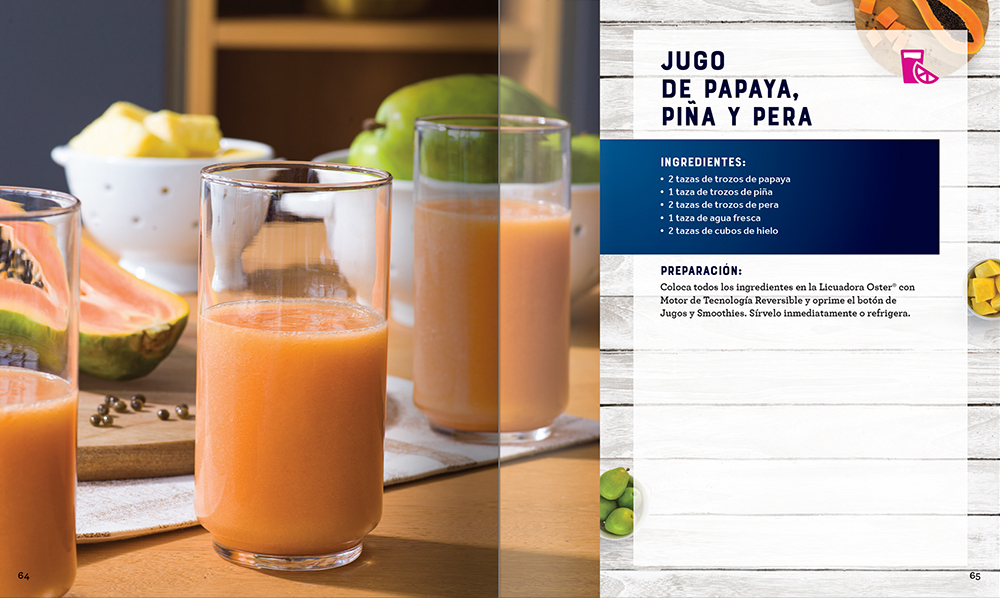 JUGO
DE PAPAYA,
PIÑA Y PERA
INGREDIENTES:
• 2 tazas de trozos de papaya
• 1 taza de trozos de piña
• 2 tazas de trozos de pera
• 1 taza de agua fresca
• 2 tazas de cubos de hielo
PREPARACIÓN:
Coloca todos los ingredientes en la Licuadora Oster® con
Motor de Tecnología Reversible y oprime el botón de
Jugos y Smoothies. Sírvelo inmediatamente o refrigera.
64
65